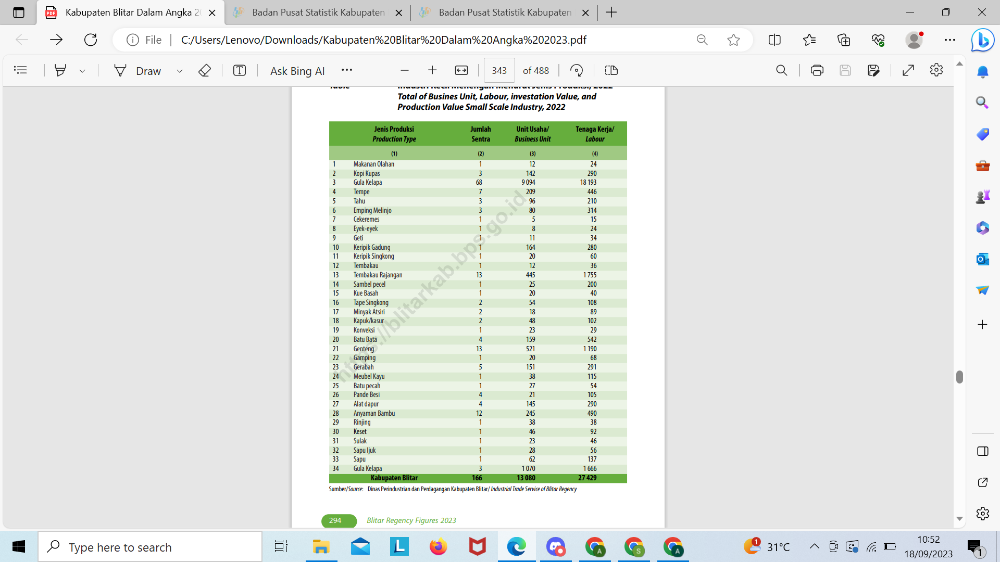 Kabupaten Blitar Dalam Angka 20
Badan Pusat Statistik Kabupaten
Badan Pusat Statistik Kabupaten
File
C:/Users/Lenovo/Downloads/Kabupaten%20Blitar%20Dalam%20Angka%202023.pdf
Draw
Ask Bing AI
343 of 488
Table Industri Kecil Menengah Menurut Jenis Produksi, 2022
Total of Busines Unit, Labour, investation Value, and
Production Value Small Scale Industry, 2022
Jenis Produksi Jumlah Unit Usaha/ Tenaga Kerja/
Production Type Sentra Business Unit Labour
(1) (2) (3) (4)
1 Makanan Olahan 1 12 24
2 Kopi Kupas 3 142 290
3 Gula Kelapa 68 9 094 18 193
4 Tempe 7 209 446
5 Tahu 3 96 210
6 Emping Melinjo 3 80 314
7 Cekeremes 1 5 15
8 Eyek-eyek 1 8 24
9 Geti 1 11 34
10 Keripik Gadung 1 164 280
11 Keripik Singkong 1 20 60
12 Tembakau 1 12 36
13 Tembakau Rajangan 13 445 1 755
14 Sambel pecel 1 25 200
15 Kue Basah 1 20 40
16 Tape Singkong 2 54 108
17 Minyak Atsiri 2 18 89
18 Kapuk/kasur 2 48 102
19 Konveksi 1 23 29
20 Batu Bata 4 159 542
21 Genteng 13 521 1 190
22 Gamping 1 20 68
23 Gerabah 5 151 291
24 Meubel Kayu 1 38 115
25 Batu pecah 1 27 54
26 Pande Besi 4 21 105
27 Alat dapur 4 145 290
28 Anyaman Bambu 12 245 490
29 Rinjing 1 38 38
30 Keset 1 46 92
31 Sulak 1 23 46
32 Sapu Ijuk 1 28 56
33 Sapu 1 62 137
34 Gula Kelapa 3 1 070 1 666
Kabupaten Blitar 166 13 080 27 429
Sumber/Source: Dinas Perindustrian dan Perdagangan Kabupaten Blitar/ Industrial Trade Service of Blitar Regency
https://blitarkab.bps.go.id
294 Blitar Regency Figures 2023
Type here to search
31°C
10:52
18/09/2023